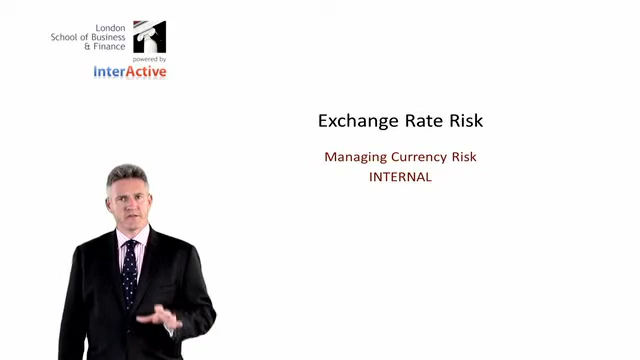 London
School of Business
& Finance
powered by
InterActive
Exchange Rate Risk
Managing Currency Risk
INTERNAL